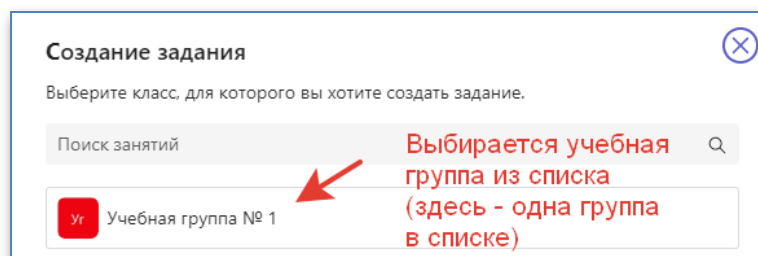 Создание задания
Выберите класс, для которого вы хотите создать задание.
Поиск занятий
Выбирается учебная
группа из списка
(здесь - одна группа
в списке)
Уг Учебная группа № 1